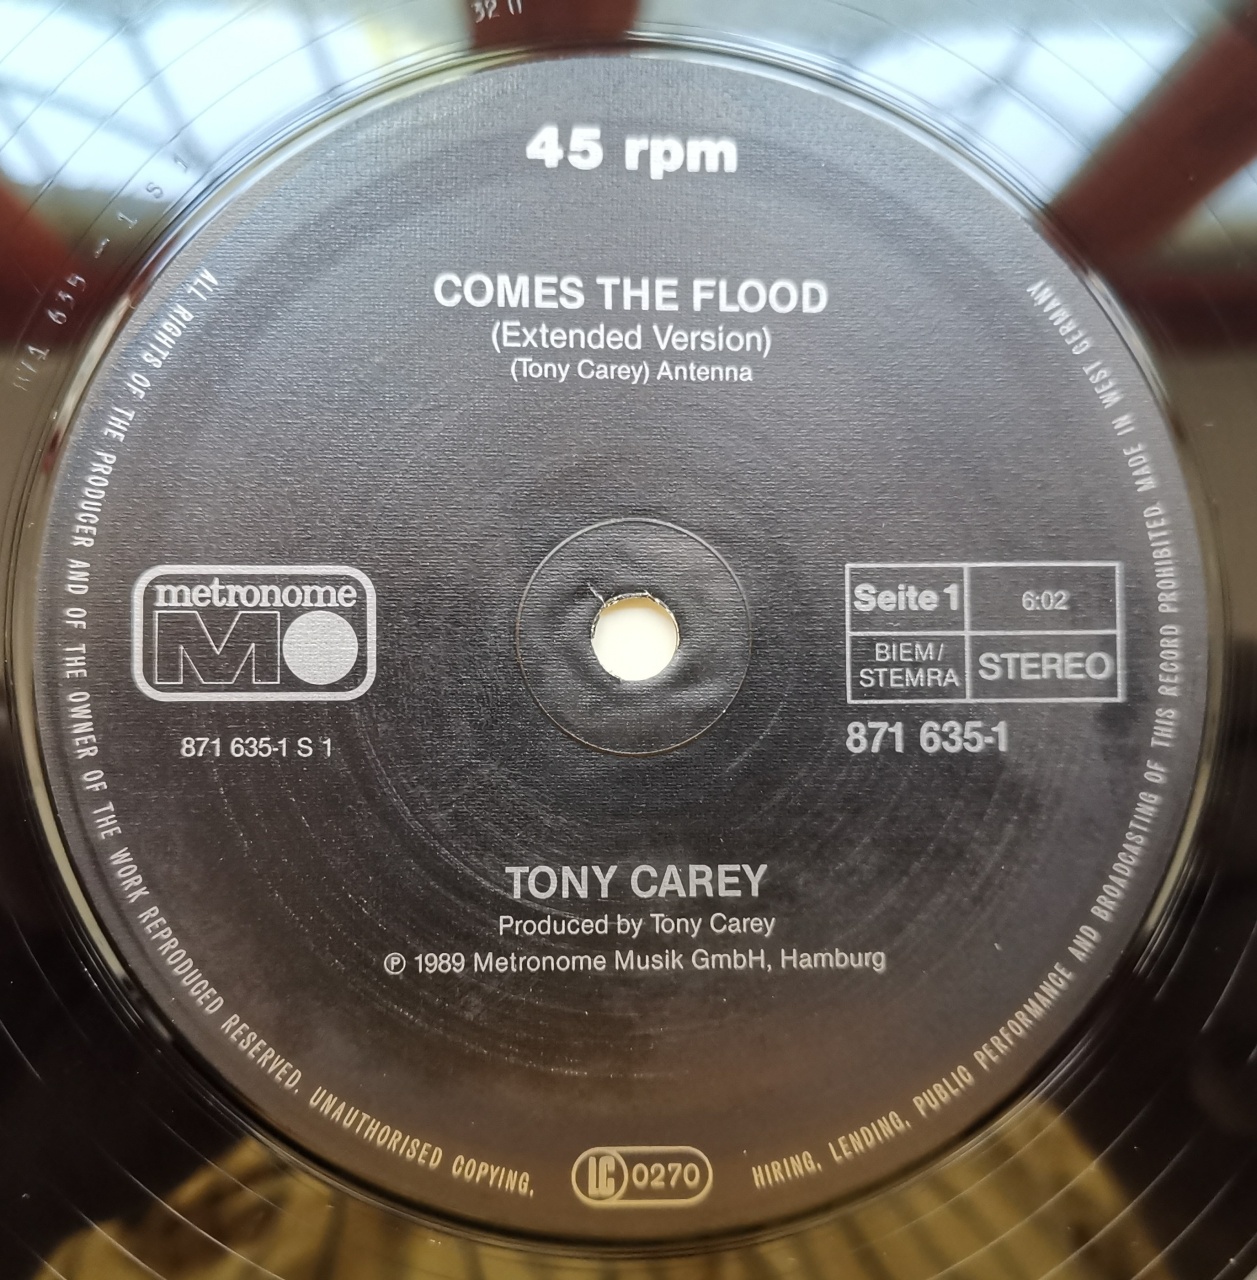 45 rpm
COMES THE FLOOD
(Extended Version)
(Tony Carey) Antenna
metronome
M
Seite 1
6:02
BIEM/
STEMRA
STEREO
871 635-1 S 1
871 635-1
TONY CAREY
Produced by Tony Carey
℗ 1989 Metronome Musik GmbH, Hamburg
LC 0270
ALL RIGHTS OF THE PRODUCER AND OF THE OWNER OF THE WORK REPRODUCED RESERVED. UNAUTHORISED COPYING, HIRING, LENDING, PUBLIC PERFORMANCE AND BROADCASTING OF THIS RECORD PROHIBITED. MADE IN WEST GERMANY
635 - 1 S 1